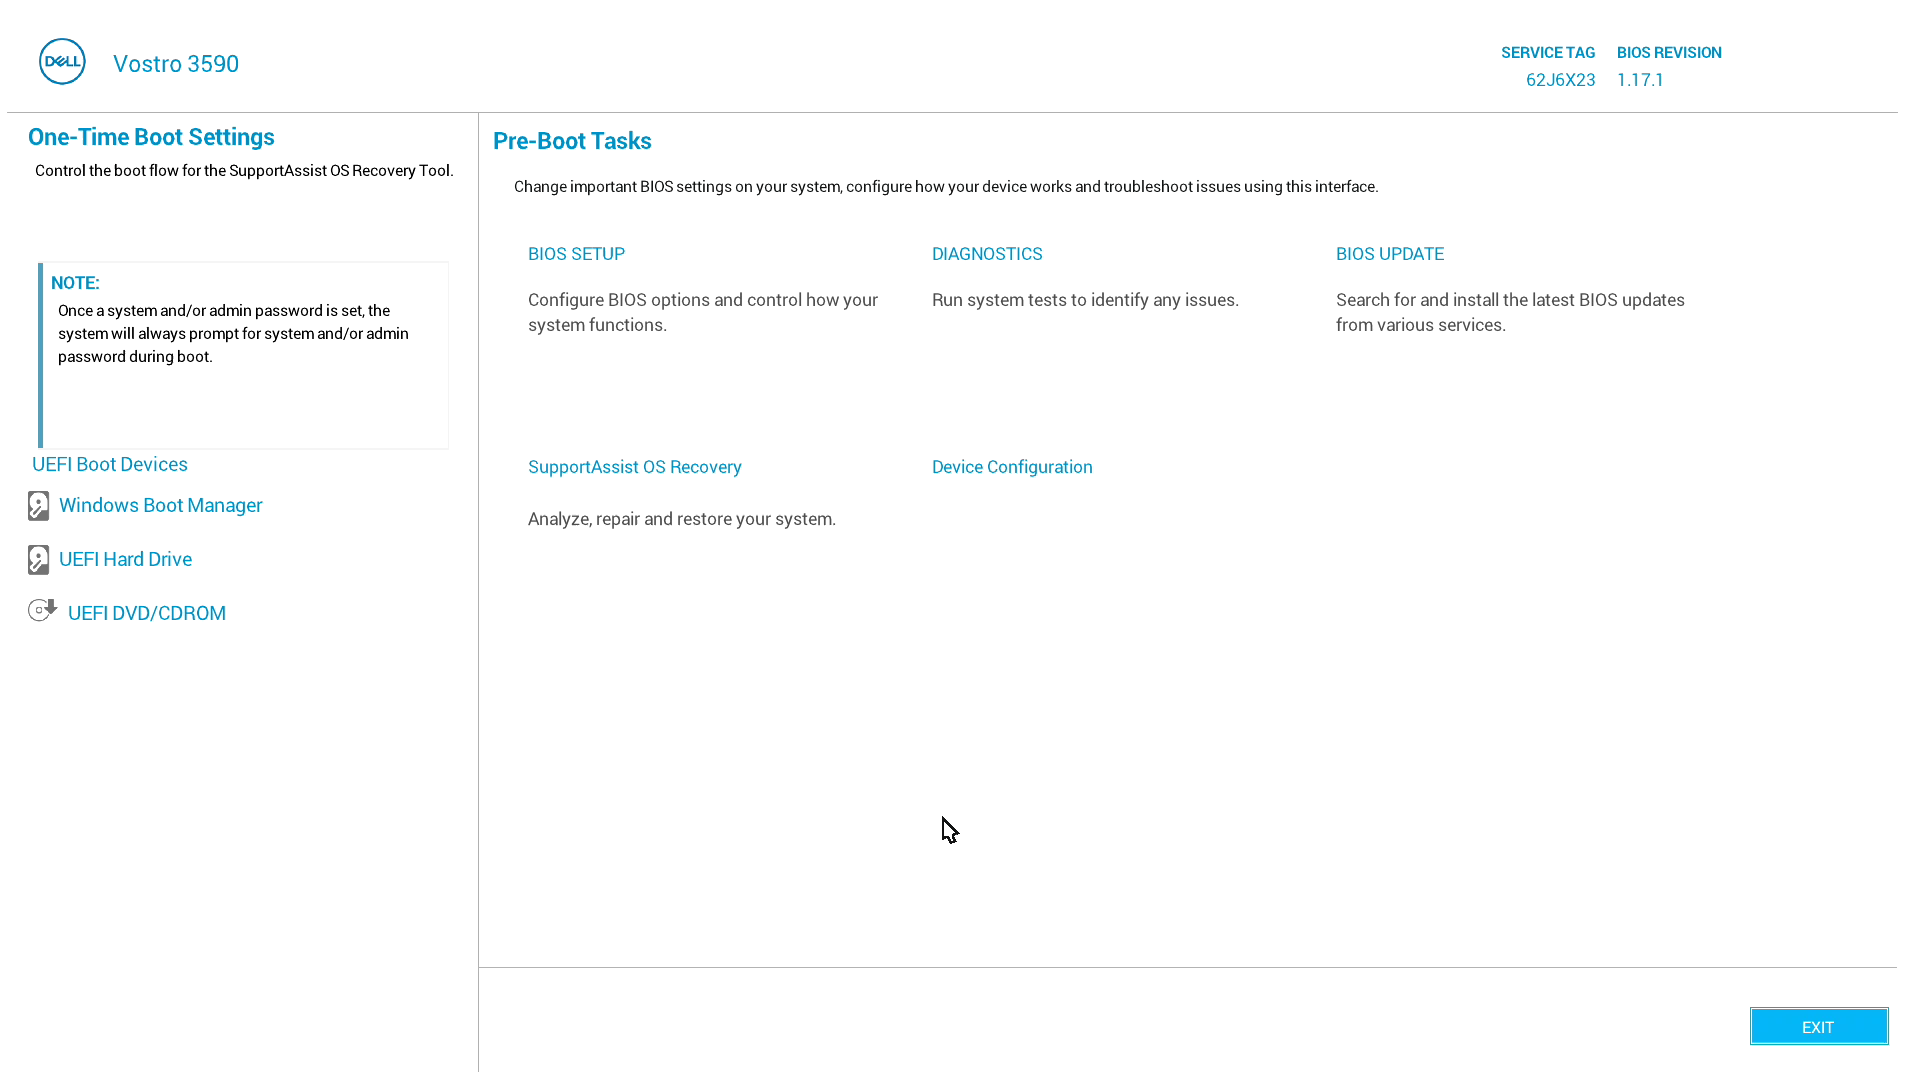 DELL
Vostro 3590
SERVICE TAG
BIOS REVISION
62J6X23
1.17.1
One-Time Boot Settings
Control the boot flow for the SupportAssist OS Recovery Tool.
NOTE:
Once a system and/or admin password is set, the
system will always prompt for system and/or admin
password during boot.
UEFI Boot Devices
Windows Boot Manager
UEFI Hard Drive
UEFI DVD/CDROM
Pre-Boot Tasks
Change important BIOS settings on your system, configure how your device works and troubleshoot issues using this interface.
BIOS SETUP
Configure BIOS options and control how your
system functions.
DIAGNOSTICS
Run system tests to identify any issues.
BIOS UPDATE
Search for and install the latest BIOS updates
from various services.
SupportAssist OS Recovery
Analyze, repair and restore your system.
Device Configuration
EXIT